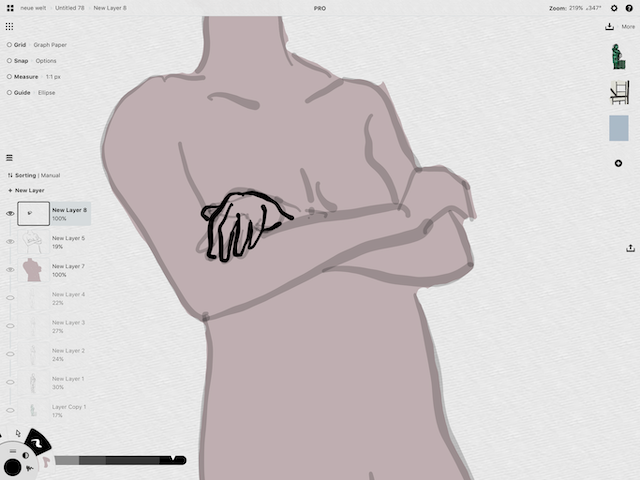 neue welt · Untitled 78 · New Layer 8
PRO
Zoom: 219% ⊿347°
Grid · Graph Paper
Snap · Options
Measure · 1:1 px
Guide · Ellipse
More
Sorting | Manual
+ New Layer
New Layer 8
100%
New Layer 5
19%
New Layer 7
100%
New Layer 4
22%
New Layer 3
27%
New Layer 2
24%
New Layer 1
30%
Layer Copy 1
17%